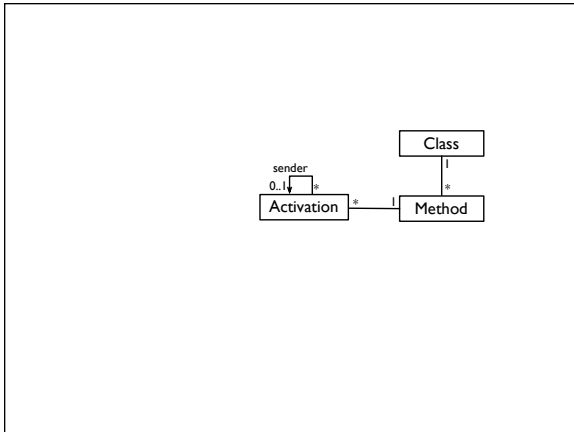 Class
1
sender
0..1
*
*
Activation
*
1
Method